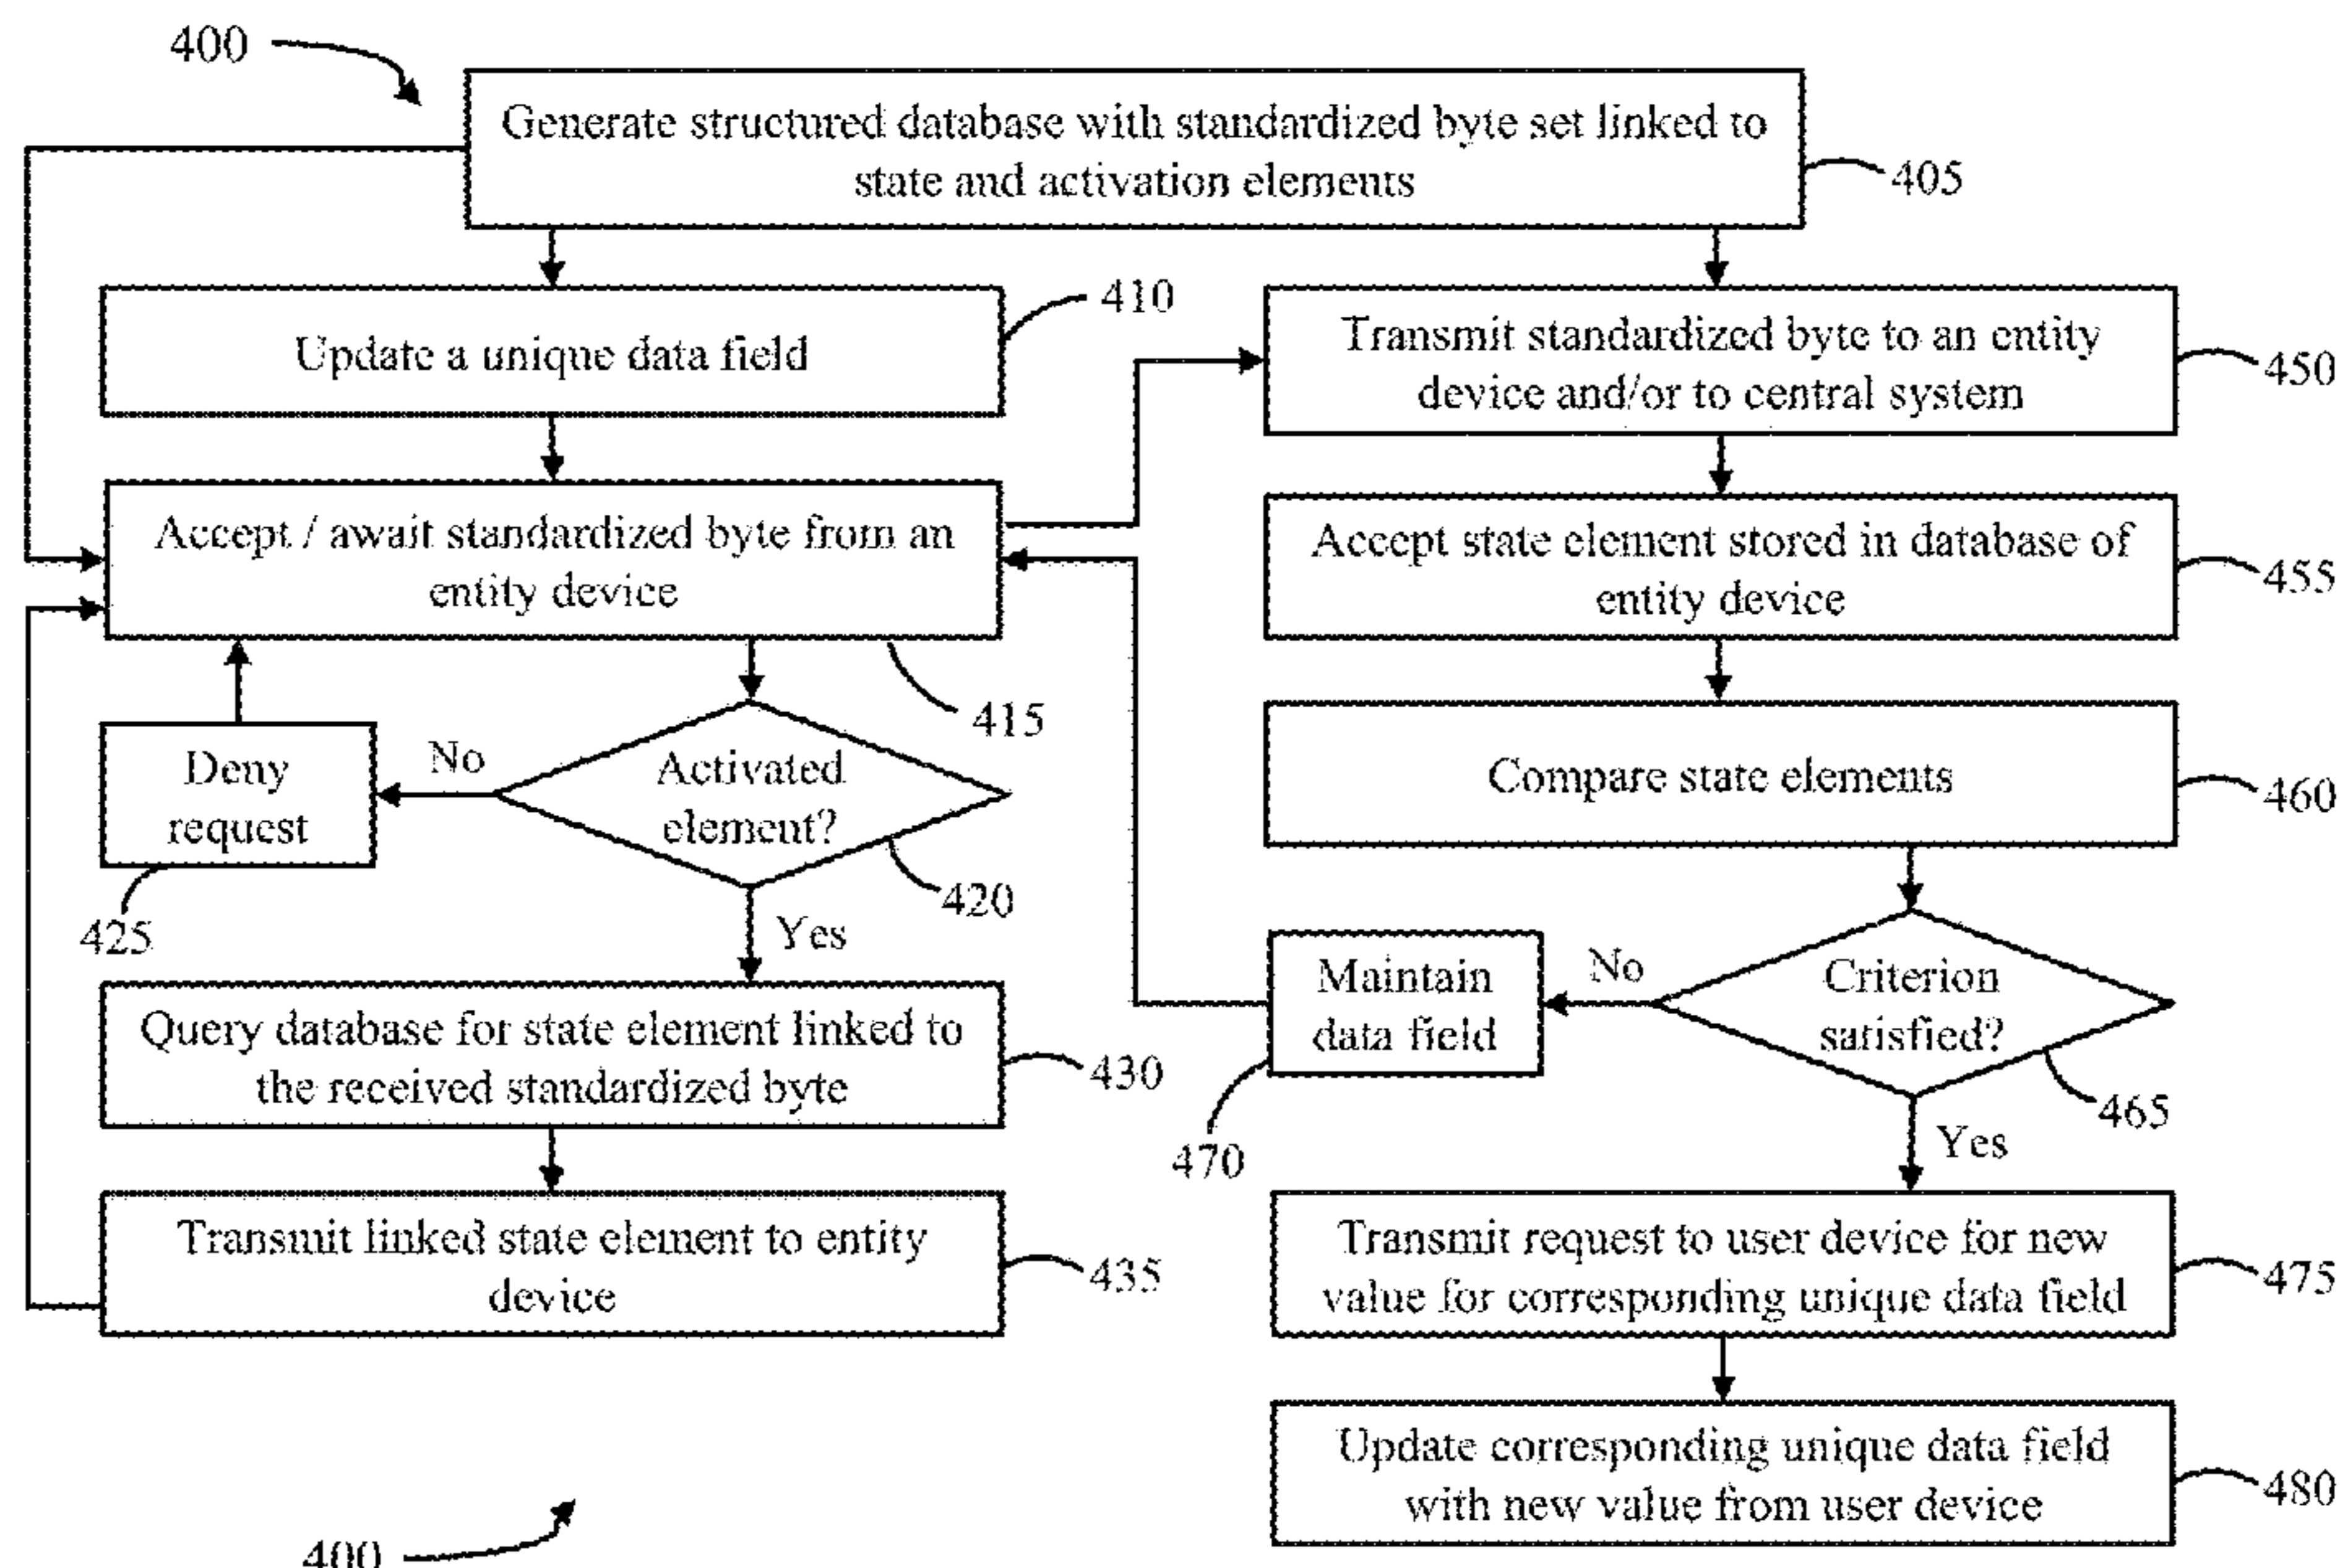 400
Generate structured database with standardized byte set linked to
state and activation elements
405
Update a unique data field
410
Accept / await standardized byte from an
entity device
415
Activated
element?
420
No
Deny
request
425
Yes
Query database for state element linked to
the received standardized byte
430
Transmit linked state element to entity
device
435
Transmit standardized byte to an entity
device and/or to central system
450
Accept state element stored in database of
entity device
455
Compare state elements
460
Criterion
satisfied?
465
No
Maintain
data field
470
Yes
Transmit request to user device for new
value for corresponding unique data field
475
Update corresponding unique data field
with new value from user device
480
400